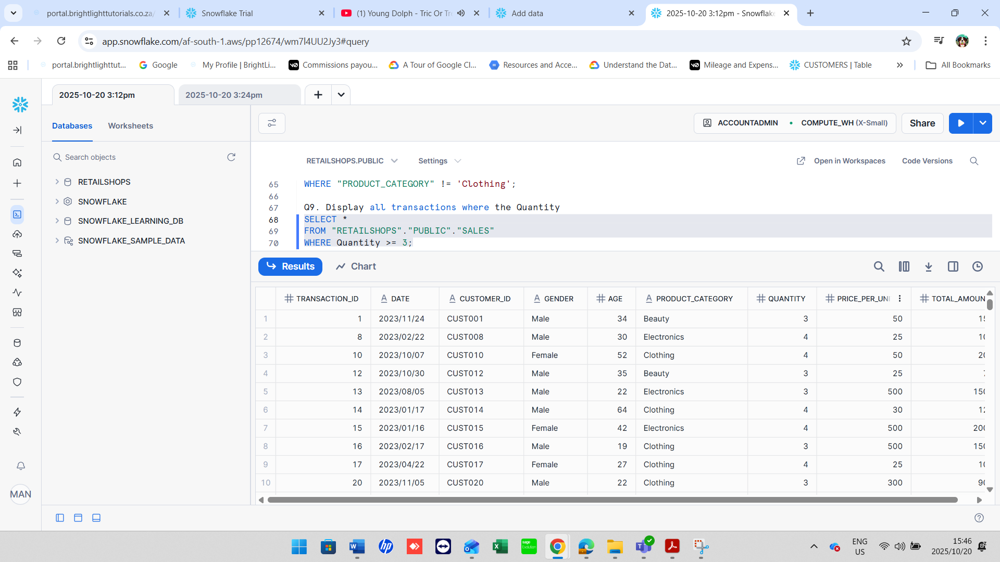 portal.brightlighttutorials.co.za/
Snowflake Trial
(1) Young Dolph - Tric Or Tr
Add data
2025-10-20 3:12pm - Snowflake
app.snowflake.com/af-south-1.aws/pp12674/wm7l4UU2Jy3#query
portal.brightlighttut...
Google
My Profile | BrightLi...
Commissions payou...
A Tour of Google Cl...
Resources and Acce...
Understand the Dat...
Mileage and Expens...
CUSTOMERS | Table
All Bookmarks
2025-10-20 3:12pm
2025-10-20 3:24pm
Databases
Worksheets
ACCOUNTADMIN
COMPUTE_WH (X-Small)
Share
Search objects
RETAILSHOPS
SNOWFLAKE
SNOWFLAKE_LEARNING_DB
SNOWFLAKE_SAMPLE_DATA
MAN
RETAILSHOPS.PUBLIC
Settings
Open in Workspaces
Code Versions
65 WHERE "PRODUCT_CATEGORY" != 'Clothing';
66
67 Q9. Display all transactions where the Quantity
68 SELECT *
69 FROM "RETAILSHOPS"."PUBLIC"."SALES"
70 WHERE Quantity >= 3;
Results
Chart
TRANSACTION_ID DATE CUSTOMER_ID GENDER AGE PRODUCT_CATEGORY QUANTITY PRICE_PER_UNI TOTAL_AMOUN
1 1 2023/11/24 CUST001 Male 34 Beauty 3 50 15
2 8 2023/02/22 CUST008 Male 30 Electronics 4 25 10
3 10 2023/10/07 CUST010 Female 52 Clothing 4 50 20
4 12 2023/10/30 CUST012 Male 35 Beauty 3 25 7
5 13 2023/08/05 CUST013 Male 22 Electronics 3 500 150
6 14 2023/01/17 CUST014 Male 64 Clothing 4 30 12
7 15 2023/01/16 CUST015 Female 42 Electronics 4 500 200
8 16 2023/02/17 CUST016 Male 19 Clothing 3 500 150
9 17 2023/04/22 CUST017 Female 27 Clothing 4 25 10
10 20 2023/11/05 CUST020 Male 22 Clothing 3 300 90
sage
Evolution
ENG
US
15:46
2025/10/20